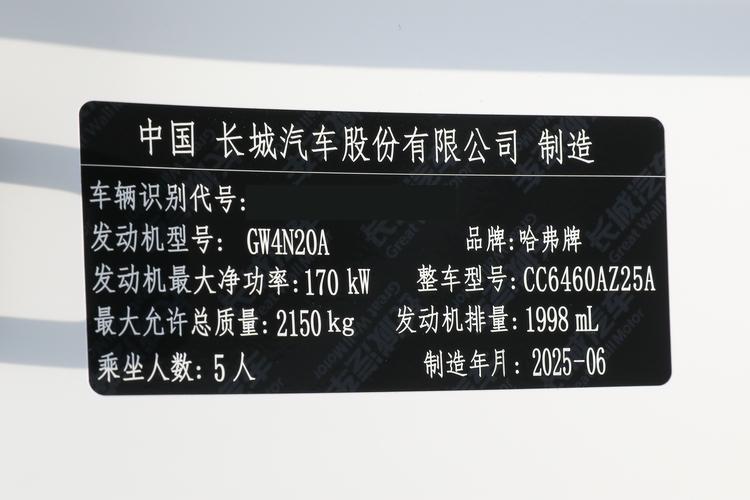 中国 长城汽车股份有限公司 制造
车辆识别代号:
发动机型号: GW4N20A 品牌:哈弗牌
发动机最大净功率:170 kW 整车型号:CC6460AZ25A
最大允许总质量:2150kg 发动机排量:1998 mL
乘坐人数:5人 制造年月: 2025-06